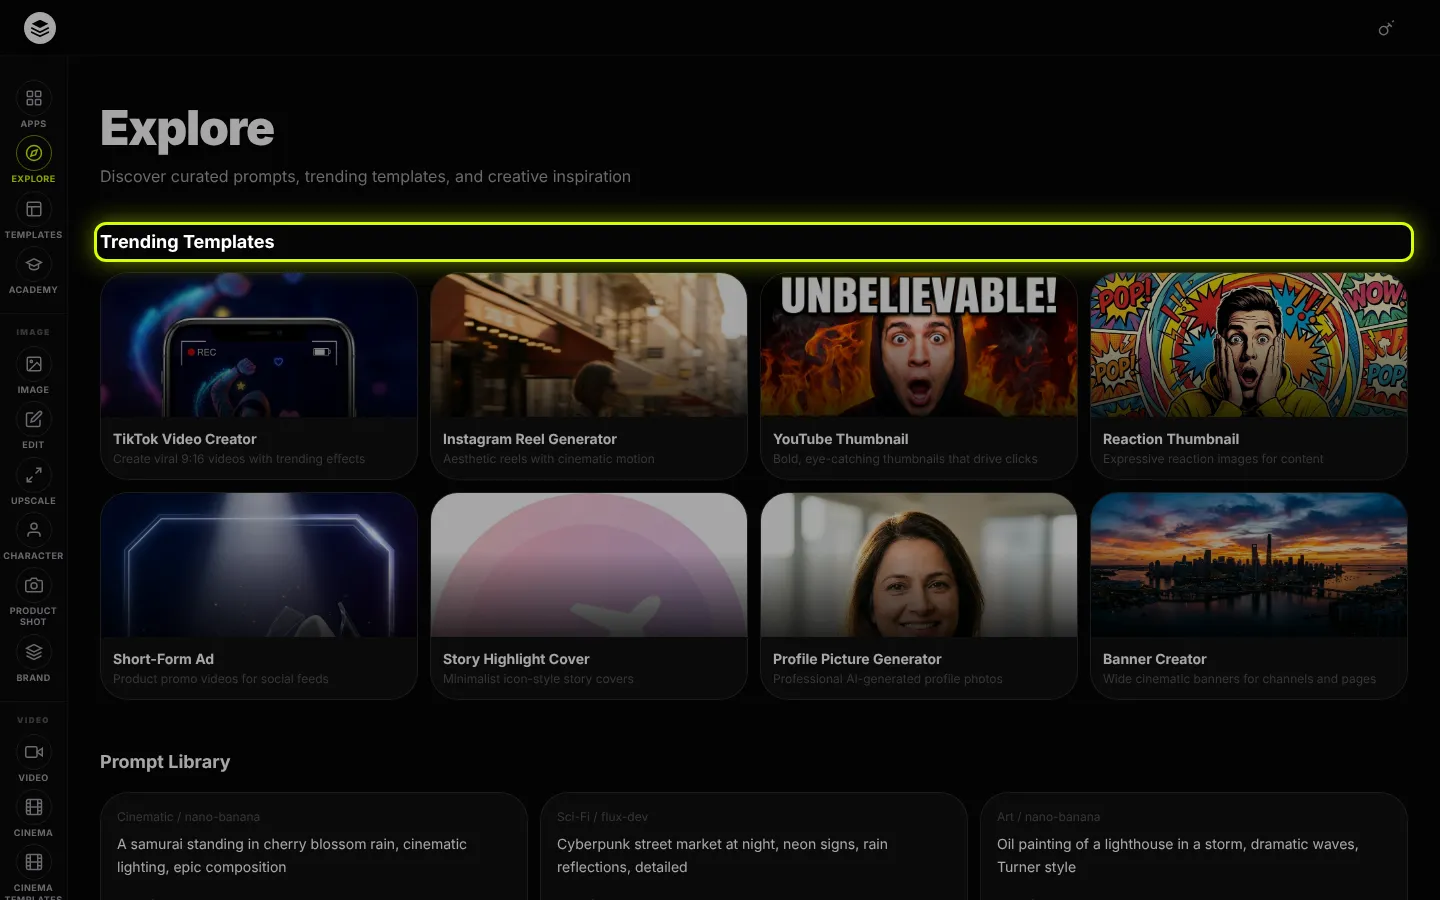 Explore
Discover curated prompts, trending templates, and creative inspiration
APPS
EXPLORE
TEMPLATES
ACADEMY
IMAGE
IMAGE
EDIT
UPSCALE
CHARACTER
PRODUCT
SHOT
BRAND
VIDEO
VIDEO
CINEMA
CINEMA
TEMPLATES
Trending Templates
REC
UNBELIEVABLE!
POP!
WOW!
POP
POP!
TikTok Video Creator
Create viral 9:16 videos with trending effects
Instagram Reel Generator
Aesthetic reels with cinematic motion
YouTube Thumbnail
Bold, eye-catching thumbnails that drive clicks
Reaction Thumbnail
Expressive reaction images for content
Short-Form Ad
Product promo videos for social feeds
Story Highlight Cover
Minimalist icon-style story covers
Profile Picture Generator
Professional AI-generated profile photos
Banner Creator
Wide cinematic banners for channels and pages
Prompt Library
Cinematic / nano-banana
A samurai standing in cherry blossom rain, cinematic
lighting, epic composition
Sci-Fi / flux-dev
Cyberpunk street market at night, neon signs, rain
reflections, detailed
Art / nano-banana
Oil painting of a lighthouse in a storm, dramatic waves,
Turner style